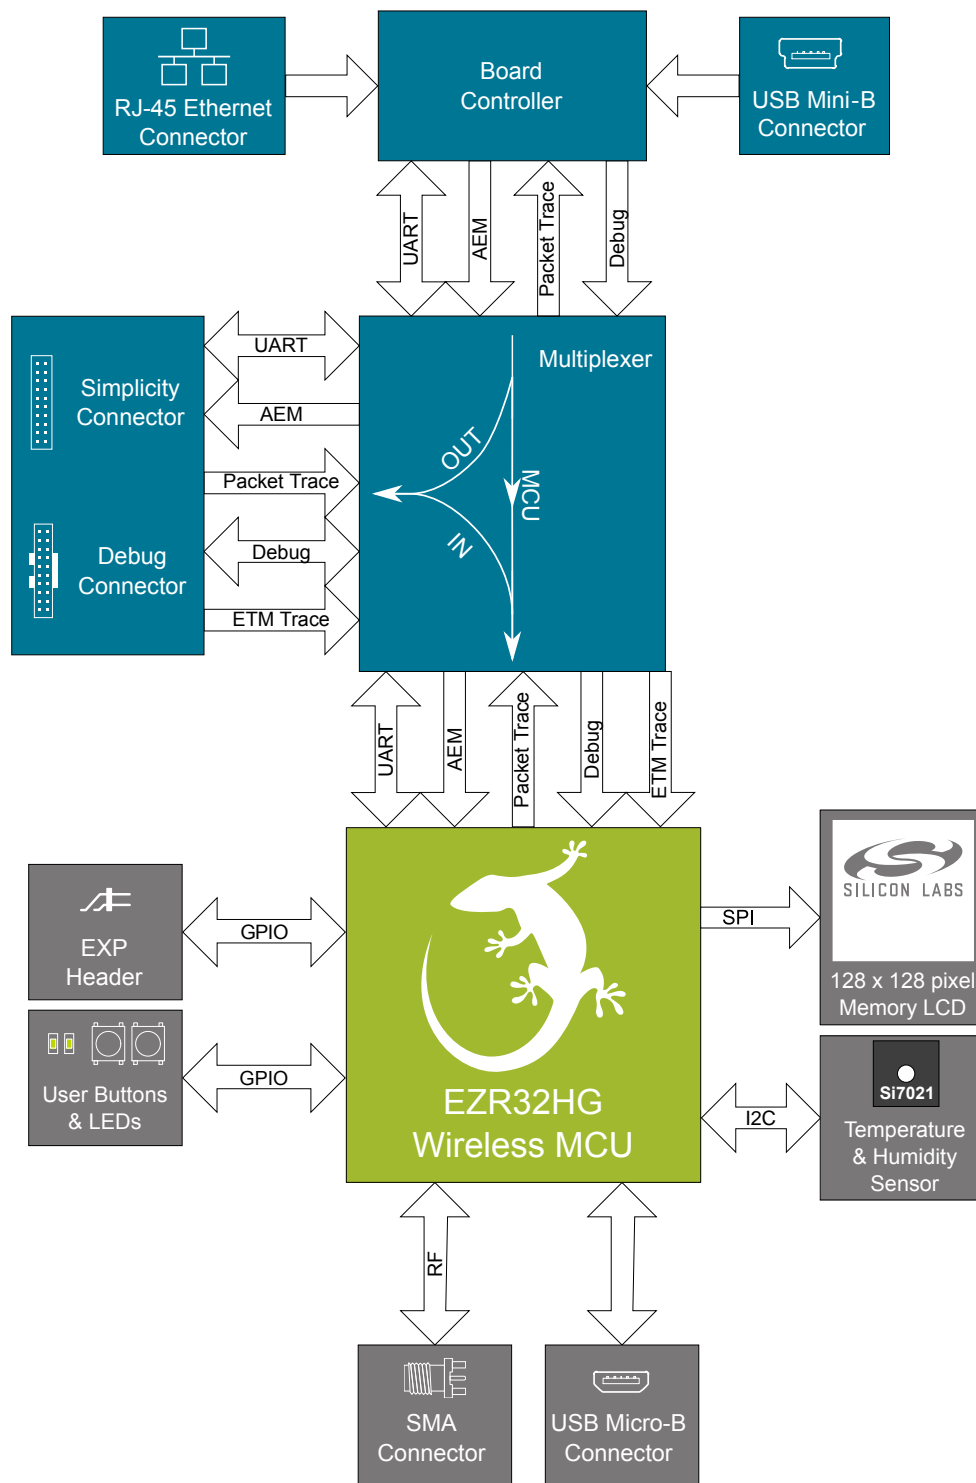 RJ-45 Ethernet
Connector
Board
Controller
USB Mini-B
Connector
UART
AEM
Packet Trace
Debug
Simplicity
Connector
Debug
Connector
UART
AEM
Packet Trace
Debug
ETM Trace
Multiplexer
OUT
MCU
IN
UART
AEM
Packet Trace
Debug
ETM Trace
EXP
Header
GPIO
User Buttons
& LEDs
GPIO
EZR32HG
Wireless MCU
SPI
SILICON LABS
128 x 128 pixel
Memory LCD
I2C
Si7021
Temperature
& Humidity
Sensor
RF
SMA
Connector
USB Micro-B
Connector